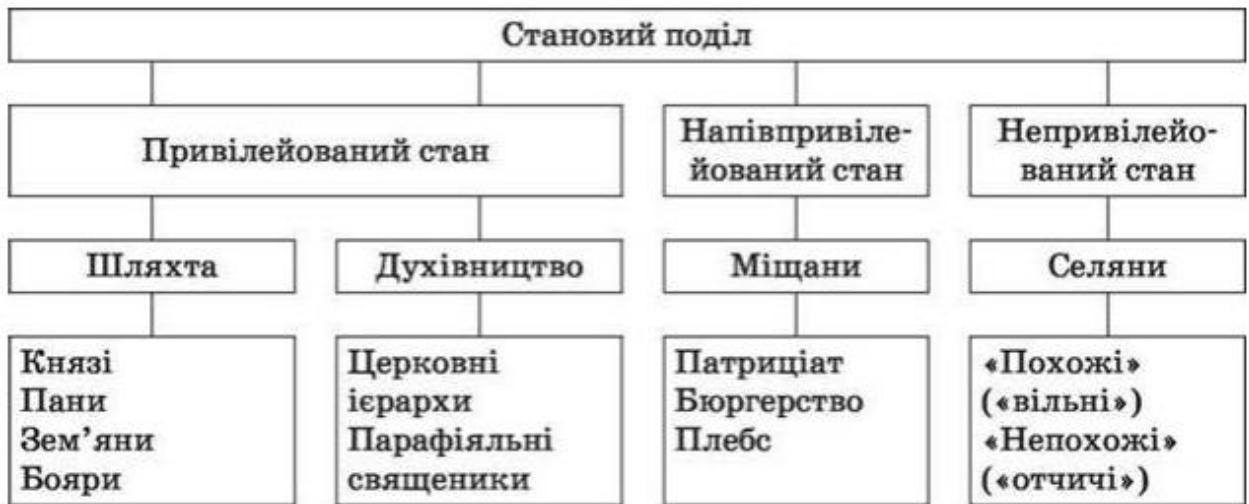 Становий поділ
Привілейований стан
Напівпривіле-
йований стан
Непривілейо-
ваний стан
Шляхта
Духівництво
Міщани
Селяни
Князі
Пани
Зем’яни
Бояри
Церковні
ієрархи
Парафіяльні
священики
Патриціат
Бюргерство
Плебс
«Похожі»
(«вільні»)
«Непохожі»
(«отчичі»)